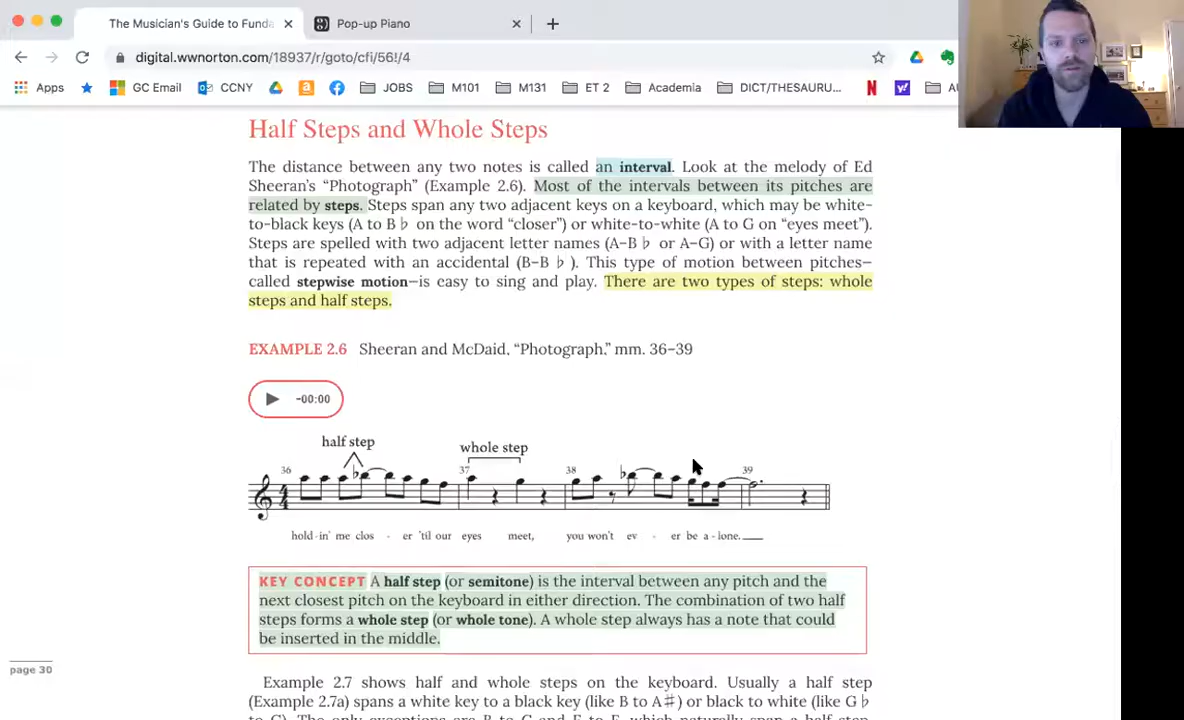 The Musician's Guide to Funda
Pop-up Piano
digital.wwnorton.com/18937/r/goto/cfi/56!/4
Apps GC Email CCNY JOBS M101 M131 ET 2 Academia DICT/THESAURU...
Half Steps and Whole Steps
The distance between any two notes is called an interval. Look at the melody of Ed
Sheeran's “Photograph” (Example 2.6). Most of the intervals between its pitches are
related by steps. Steps span any two adjacent keys on a keyboard, which may be white-
to-black keys (A to B♭ on the word “closer”) or white-to-white (A to G on “eyes meet”).
Steps are spelled with two adjacent letter names (A–B♭ or A–G) or with a letter name
that is repeated with an accidental (B–B♭). This type of motion between pitches—
called stepwise motion—is easy to sing and play. There are two types of steps: whole
steps and half steps.
EXAMPLE 2.6 Sheeran and McDaid, “Photograph,” mm. 36–39
-00:00
half step
whole step
36 37 38 39
4
4
hold - in' me clos - er 'til our eyes meet, you won't ev - er be a - lone.
KEY CONCEPT A half step (or semitone) is the interval between any pitch and the
next closest pitch on the keyboard in either direction. The combination of two half
steps forms a whole step (or whole tone). A whole step always has a note that could
be inserted in the middle.
page 30
Example 2.7 shows half and whole steps on the keyboard. Usually a half step
(Example 2.7a) spans a white key to a black key (like B to A♯) or black to white (like G♭